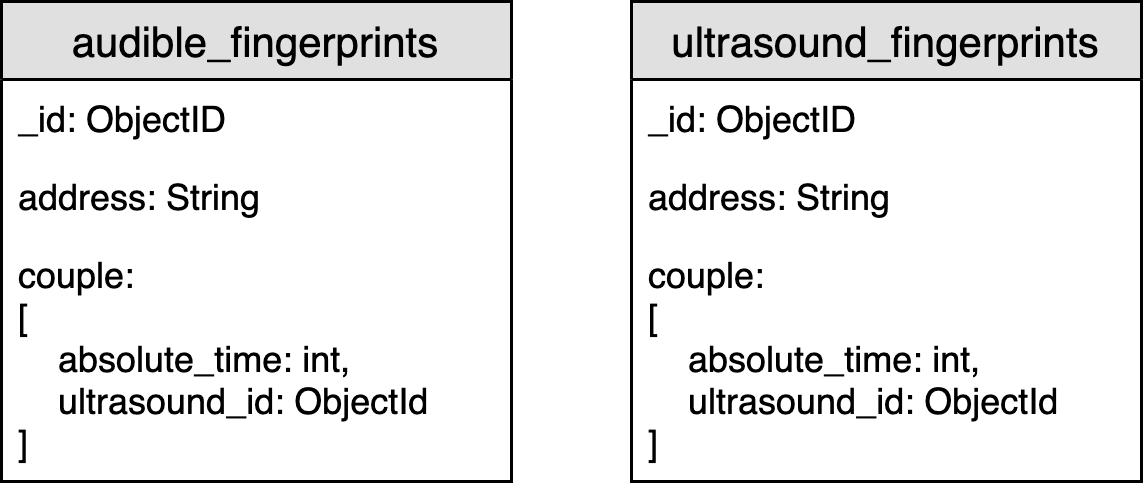 audible_fingerprints
_id: ObjectID
address: String
couple:
[
absolute_time: int,
ultrasound_id: ObjectId
]
ultrasound_fingerprints
_id: ObjectID
address: String
couple:
[
absolute_time: int,
ultrasound_id: ObjectId
]